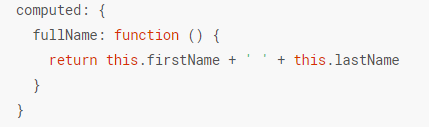 computed: {
  fullName: function () {
    return this.firstName + ' ' + this.lastName
  }
}